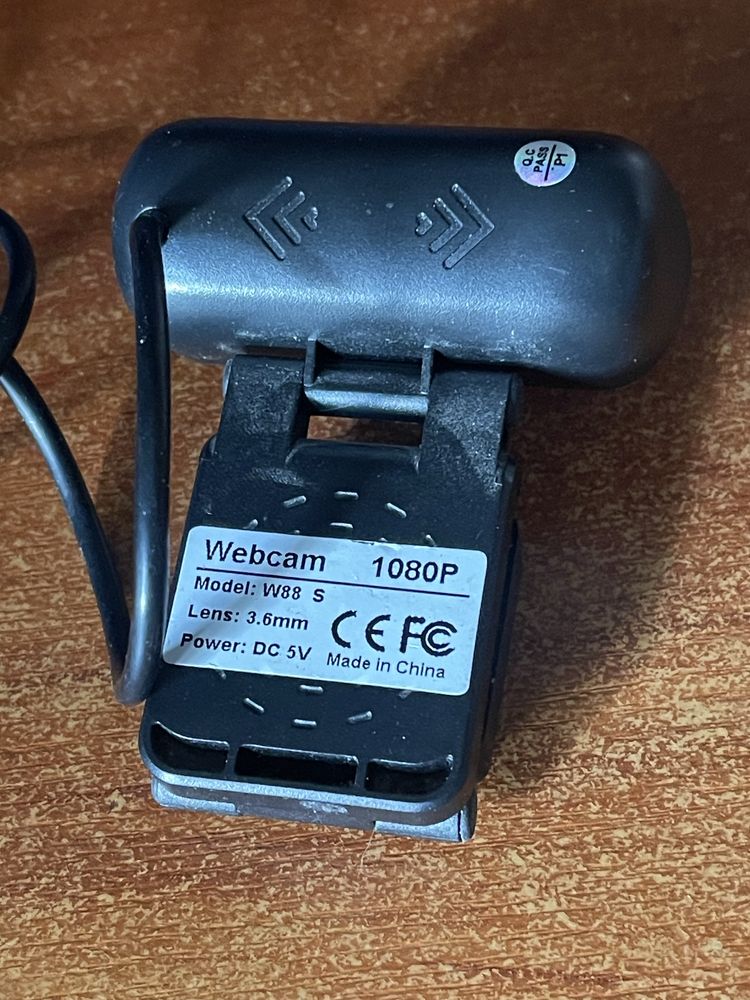 Q.C
PASS
P1
Webcam 1080P
Model: W88 S
Lens: 3.6mm
Power: DC 5V
CE FC
Made in China